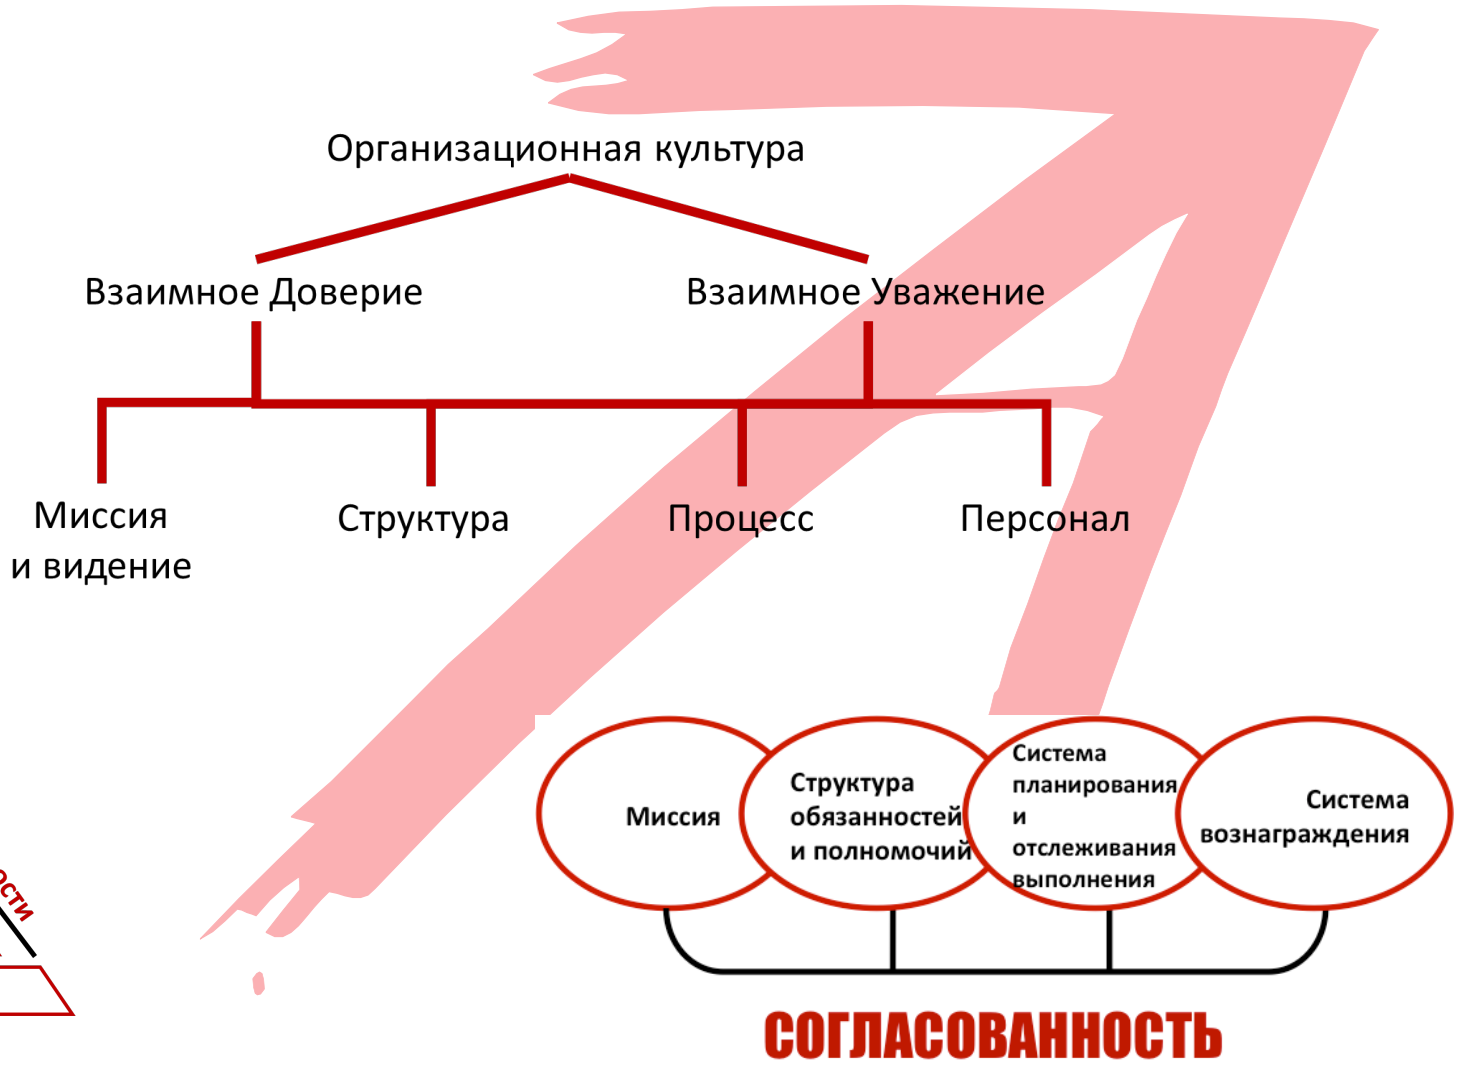 Организационная культура
Взаимное Доверие
Взаимное Уважение
Миссия
и видение
Структура
Процесс
Персонал
Миссия
Структура
обязанностей
и полномочий
Система
планирования
и
отслеживания
выполнения
Система
вознаграждения
СОГЛАСОВАННОСТЬ